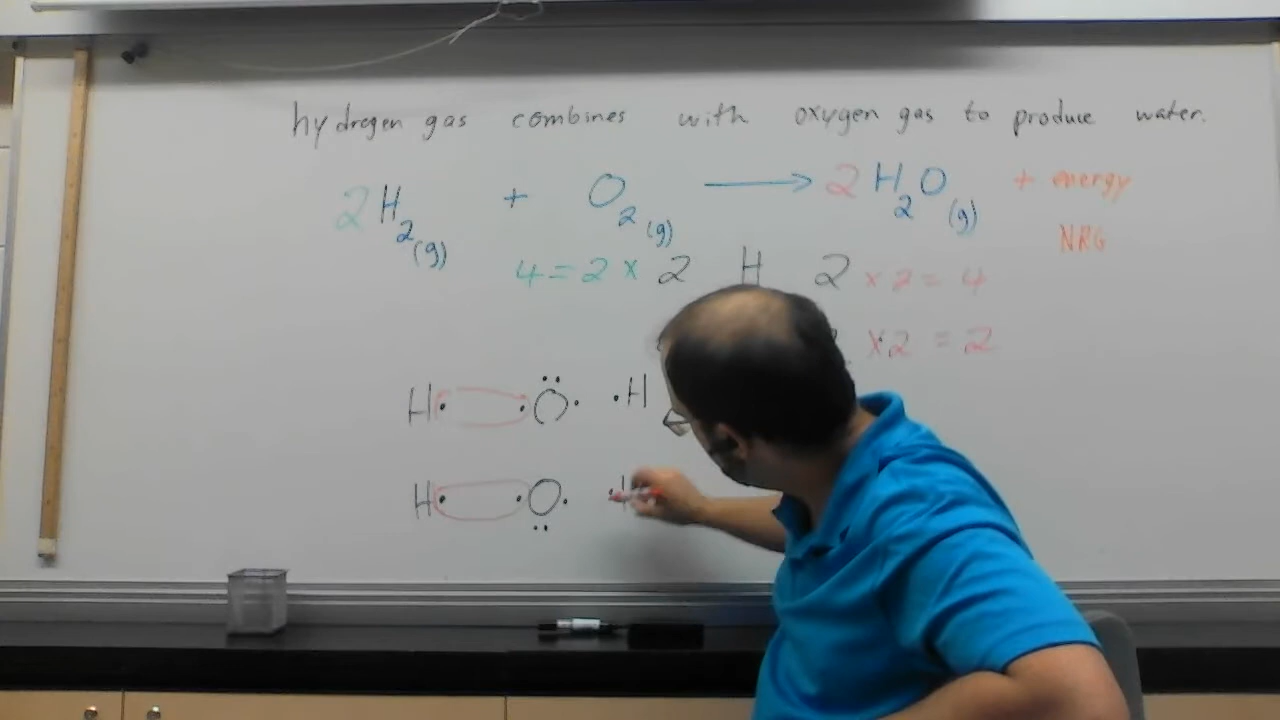 hydrogen gas combines with oxygen gas to produce water.
2H2(g) + O2(g) → 2H2O(g) + energy
NRG
4 = 2 × 2 H 2 × 2 = 4
×2 = 2
H· ·Ö· ·H
H· ·O· ·